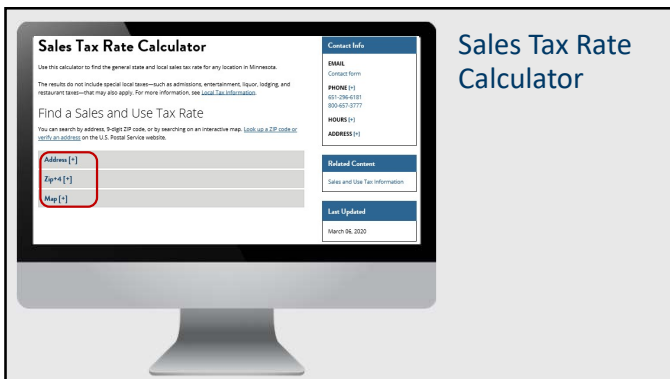 Sales Tax Rate Calculator
Use this calculator to find the general state and local sales tax rate for any location in Minnesota.
The results do not include special local taxes—such as admissions, entertainment, liquor, lodging, and
restaurant taxes—that may also apply. For more information, see Local Tax Information.
Find a Sales and Use Tax Rate
You can search by address, 9-digit ZIP code, or by searching on an interactive map. Look up a ZIP code or
verify an address on the U.S. Postal Service website.
Address [+]
Zip+4 [+]
Map [+]
Contact Info
EMAIL
Contact form
PHONE [+]
651-296-6181
800-657-3777
HOURS [+]
ADDRESS [+]
Related Content
Sales and Use Tax Information
Last Updated
March 06, 2020
Sales Tax Rate
Calculator